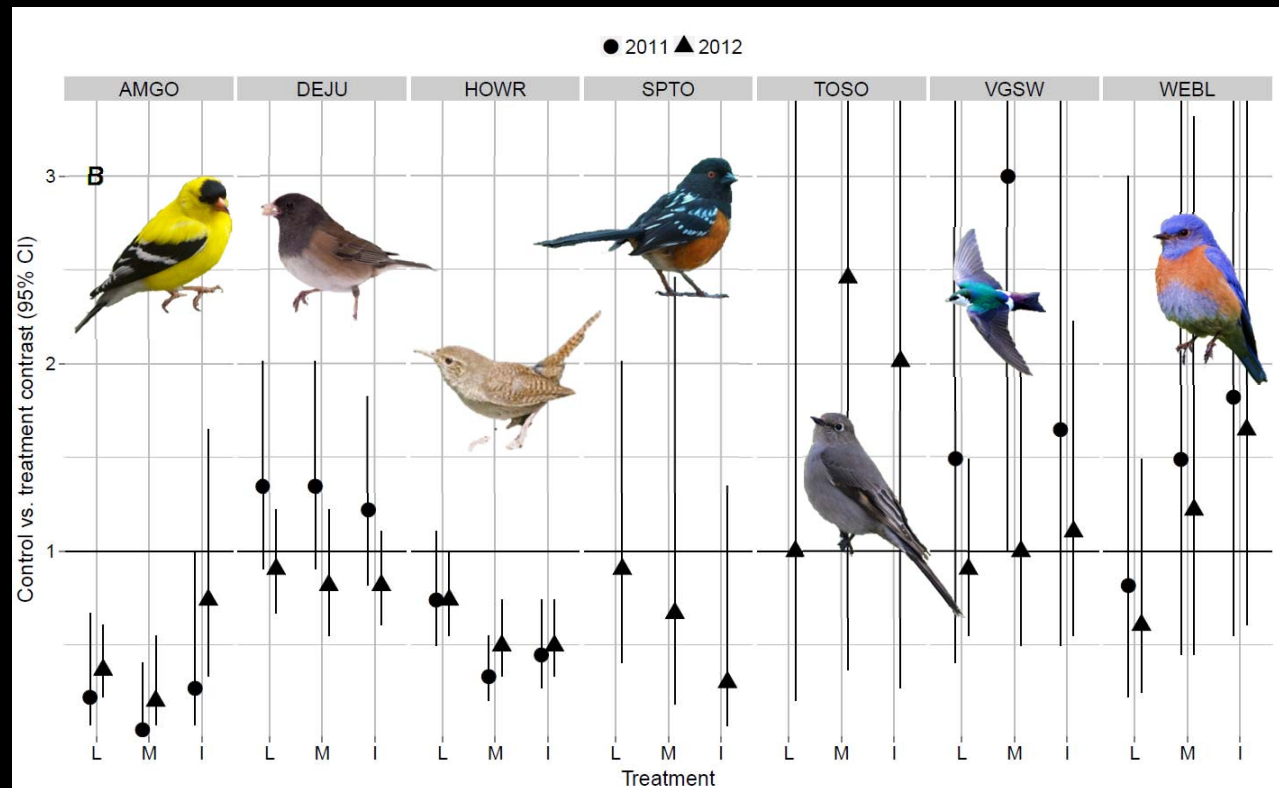 2011 2012
AMGO DEJU HOWR SPTO TOSO VGSW WEBL
Control vs. treatment contrast (95% CI)
3
B
2
1
L M I L M I L M I L M I L M I L M I L M I
Treatment